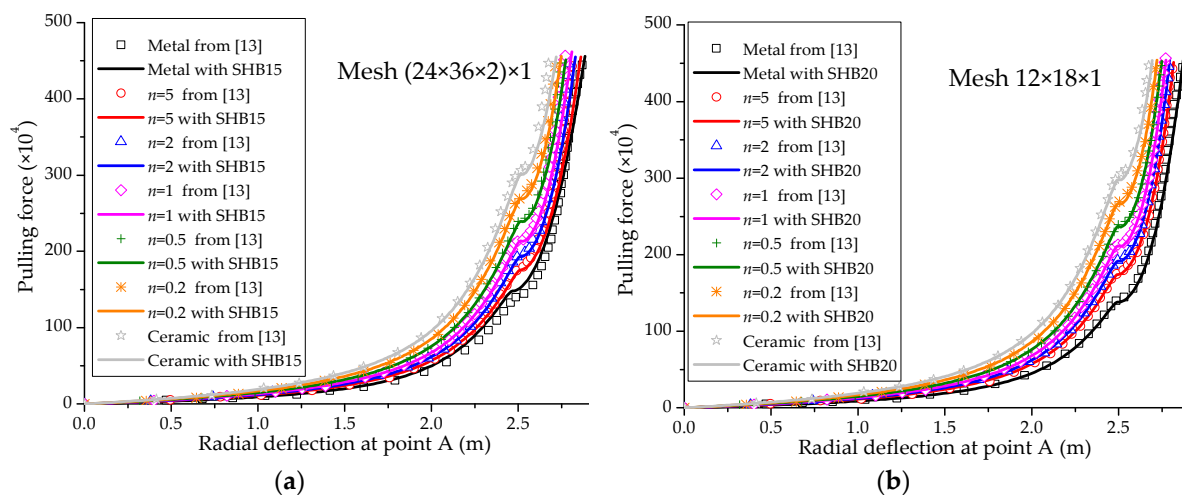 500
400
300
200
100
0
Pulling force (×10⁴)
Metal from [13]
Metal with SHB15
n=5 from [13]
n=5 with SHB15
n=2 from [13]
n=2 with SHB15
n=1 from [13]
n=1 with SHB15
n=0.5 from [13]
n=0.5 with SHB15
n=0.2 from [13]
n=0.2 with SHB15
Ceramic from [13]
Ceramic with SHB15
Mesh (24×36×2)×1
0.0 0.5 1.0 1.5 2.0 2.5
Radial deflection at point A (m)
(a)
500
400
300
200
100
0
Pulling force (×10⁴)
Metal from [13]
Metal with SHB20
n=5 from [13]
n=5 with SHB20
n=2 from [13]
n=2 with SHB20
n=1 from [13]
n=1 with SHB20
n=0.5 from [13]
n=0.5 with SHB20
n=0.2 from [13]
n=0.2 with SHB20
Ceramic from [13]
Ceramic with SHB20
Mesh 12×18×1
0.0 0.5 1.0 1.5 2.0 2.5
Radial deflection at point A (m)
(b)